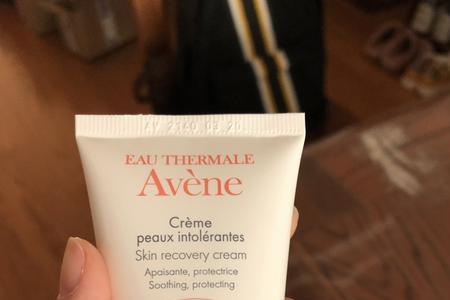 EAU THERMALE
Avène
Crème
peaux intolérantes
Skin recovery cream
Apaisante, protectrice
Soothing, protecting